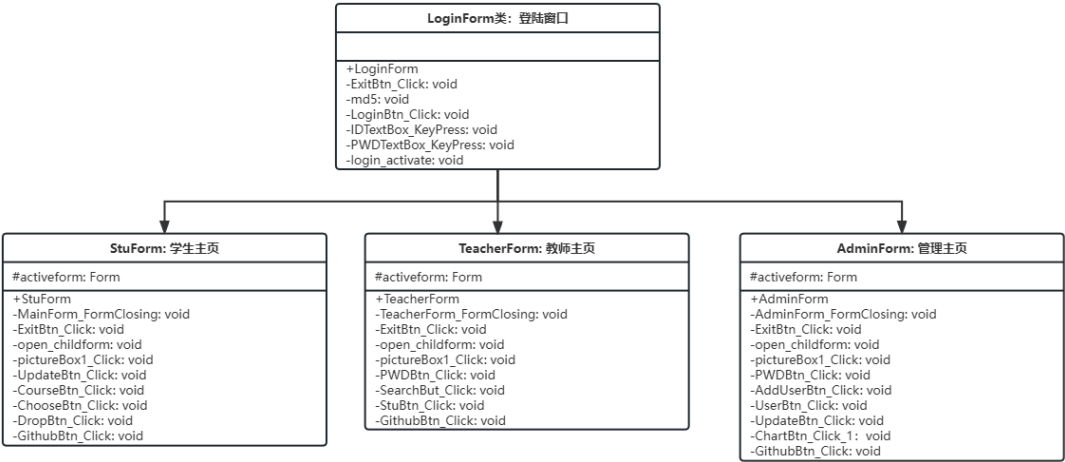 LoginForm类：登陆窗口
+LoginForm
-ExitBtn_Click: void
-md5: void
-LoginBtn_Click: void
-IDTextBox_KeyPress: void
-PWDTextBox_KeyPress: void
-login_activate: void
StuForm: 学生主页
#activeform: Form
+StuForm
-MainForm_FormClosing: void
-ExitBtn_Click: void
-open_childform: void
-pictureBox1_Click: void
-UpdateBtn_Click: void
-CourseBtn_Click: void
-ChooseBtn_Click: void
-DropBtn_Click: void
-GithubBtn_Click: void
TeacherForm: 教师主页
#activeform: Form
+TeacherForm
-TeacherForm_FormClosing: void
-ExitBtn_Click: void
-open_childform: void
-pictureBox1_Click: void
-PWDBtn_Click: void
-SearchBut_Click: void
-StuBtn_Click: void
-GithubBtn_Click: void
AdminForm: 管理主页
#activeform: Form
+AdminForm
-AdminForm_FormClosing: void
-ExitBtn_Click: void
-open_childform: void
-pictureBox1_Click: void
-PWDBtn_Click: void
-AddUserBtn_Click: void
-UserBtn_Click: void
-UpdateBtn_Click: void
-ChartBtn_Click_1：void
-GithubBtn_Click: void